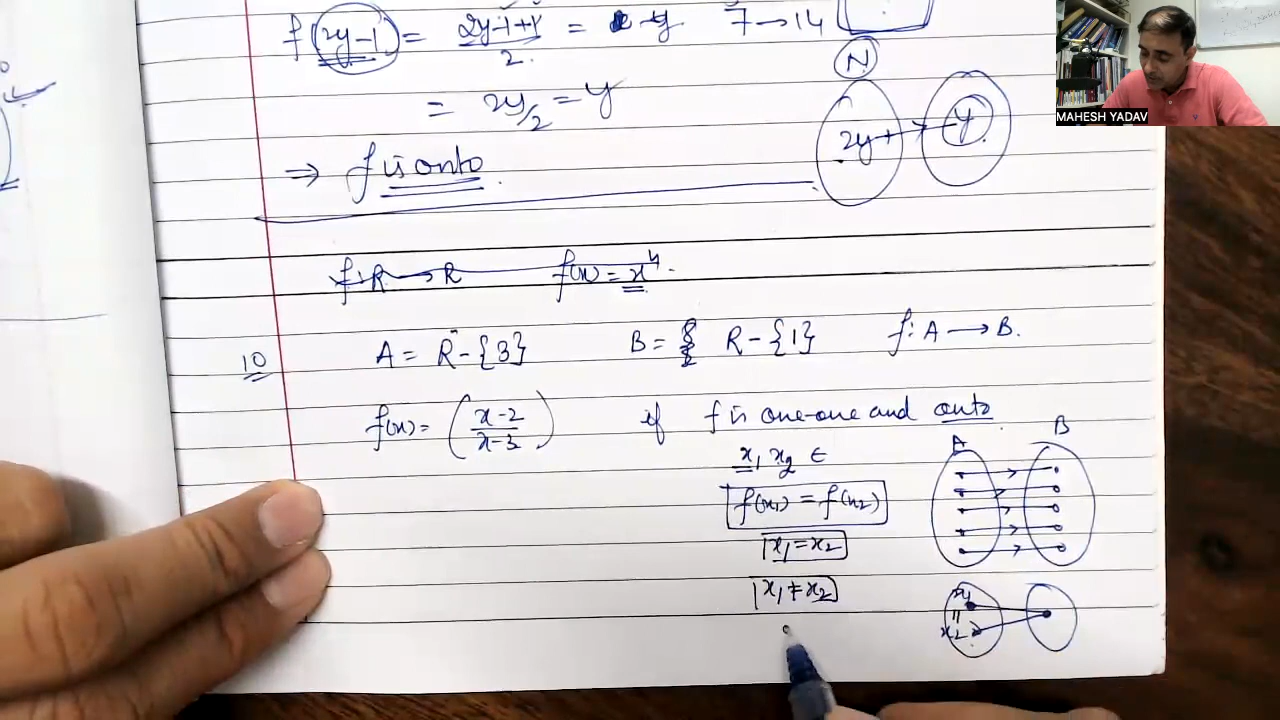 f(2y-1) = 2y-1+1/2 = y 7→14
N
= 2y/2 = y
2y → y
⇒ f is onto.
f: R → R f(x) = x⁴.
10 A = R - {3} B = R - {1} f: A → B.
f(x) = (x-2/x-3) if f is one-one and onto.
A B
x₁ x₂ ∈
f(x₁) = f(x₂)
x₁ = x₂
x₁ ≠ x₂
x₁
=
x₂
MAHESH YADAV